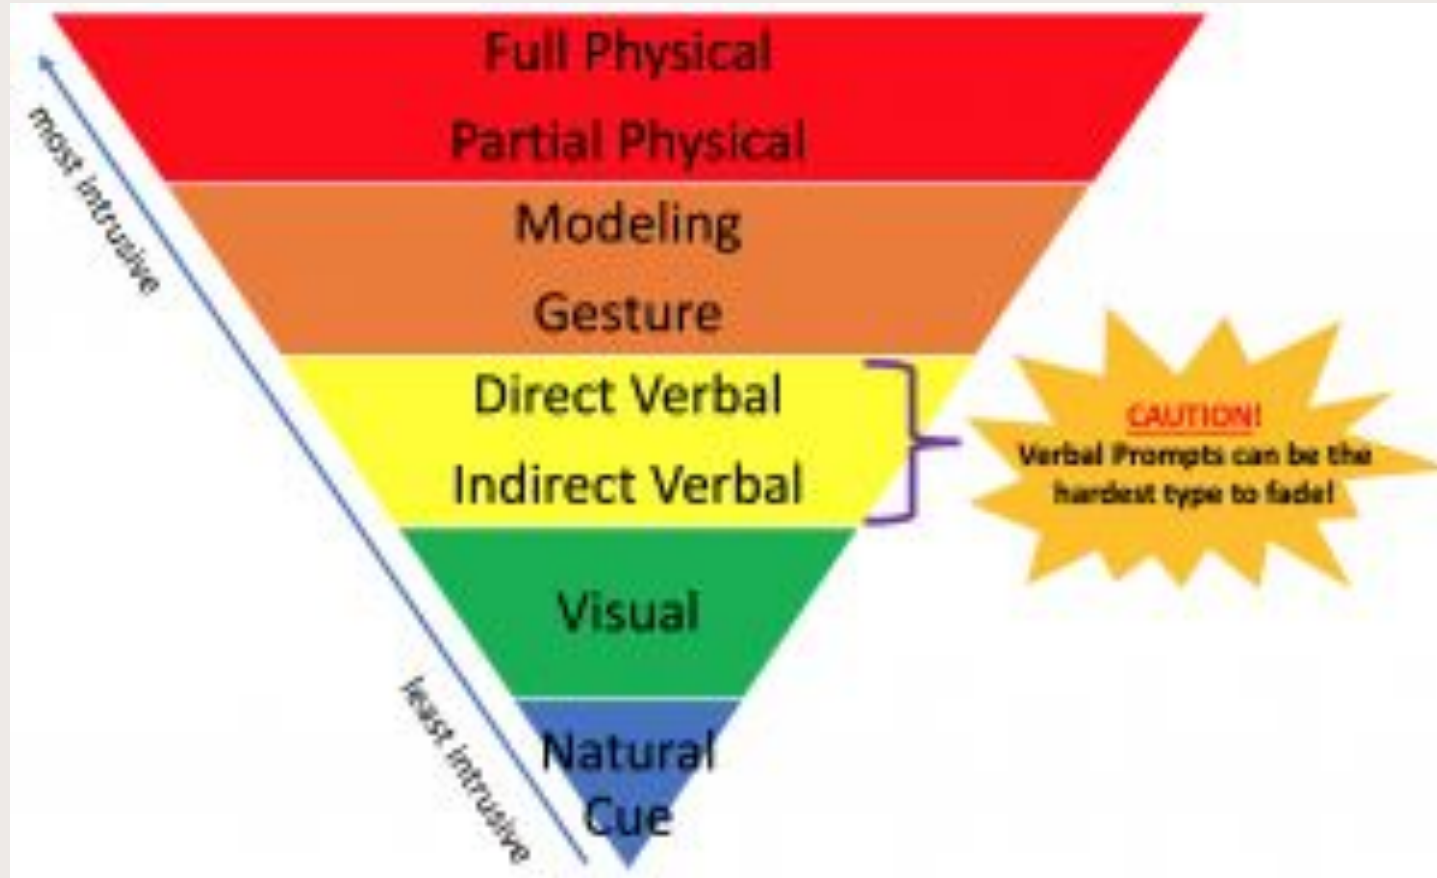 Full Physical
Partial Physical
most intrusive
Modeling
Gesture
Direct Verbal
Indirect Verbal
CAUTION!
Verbal Prompts can be the
hardest type to fade!
Visual
least intrusive
Natural
Cue